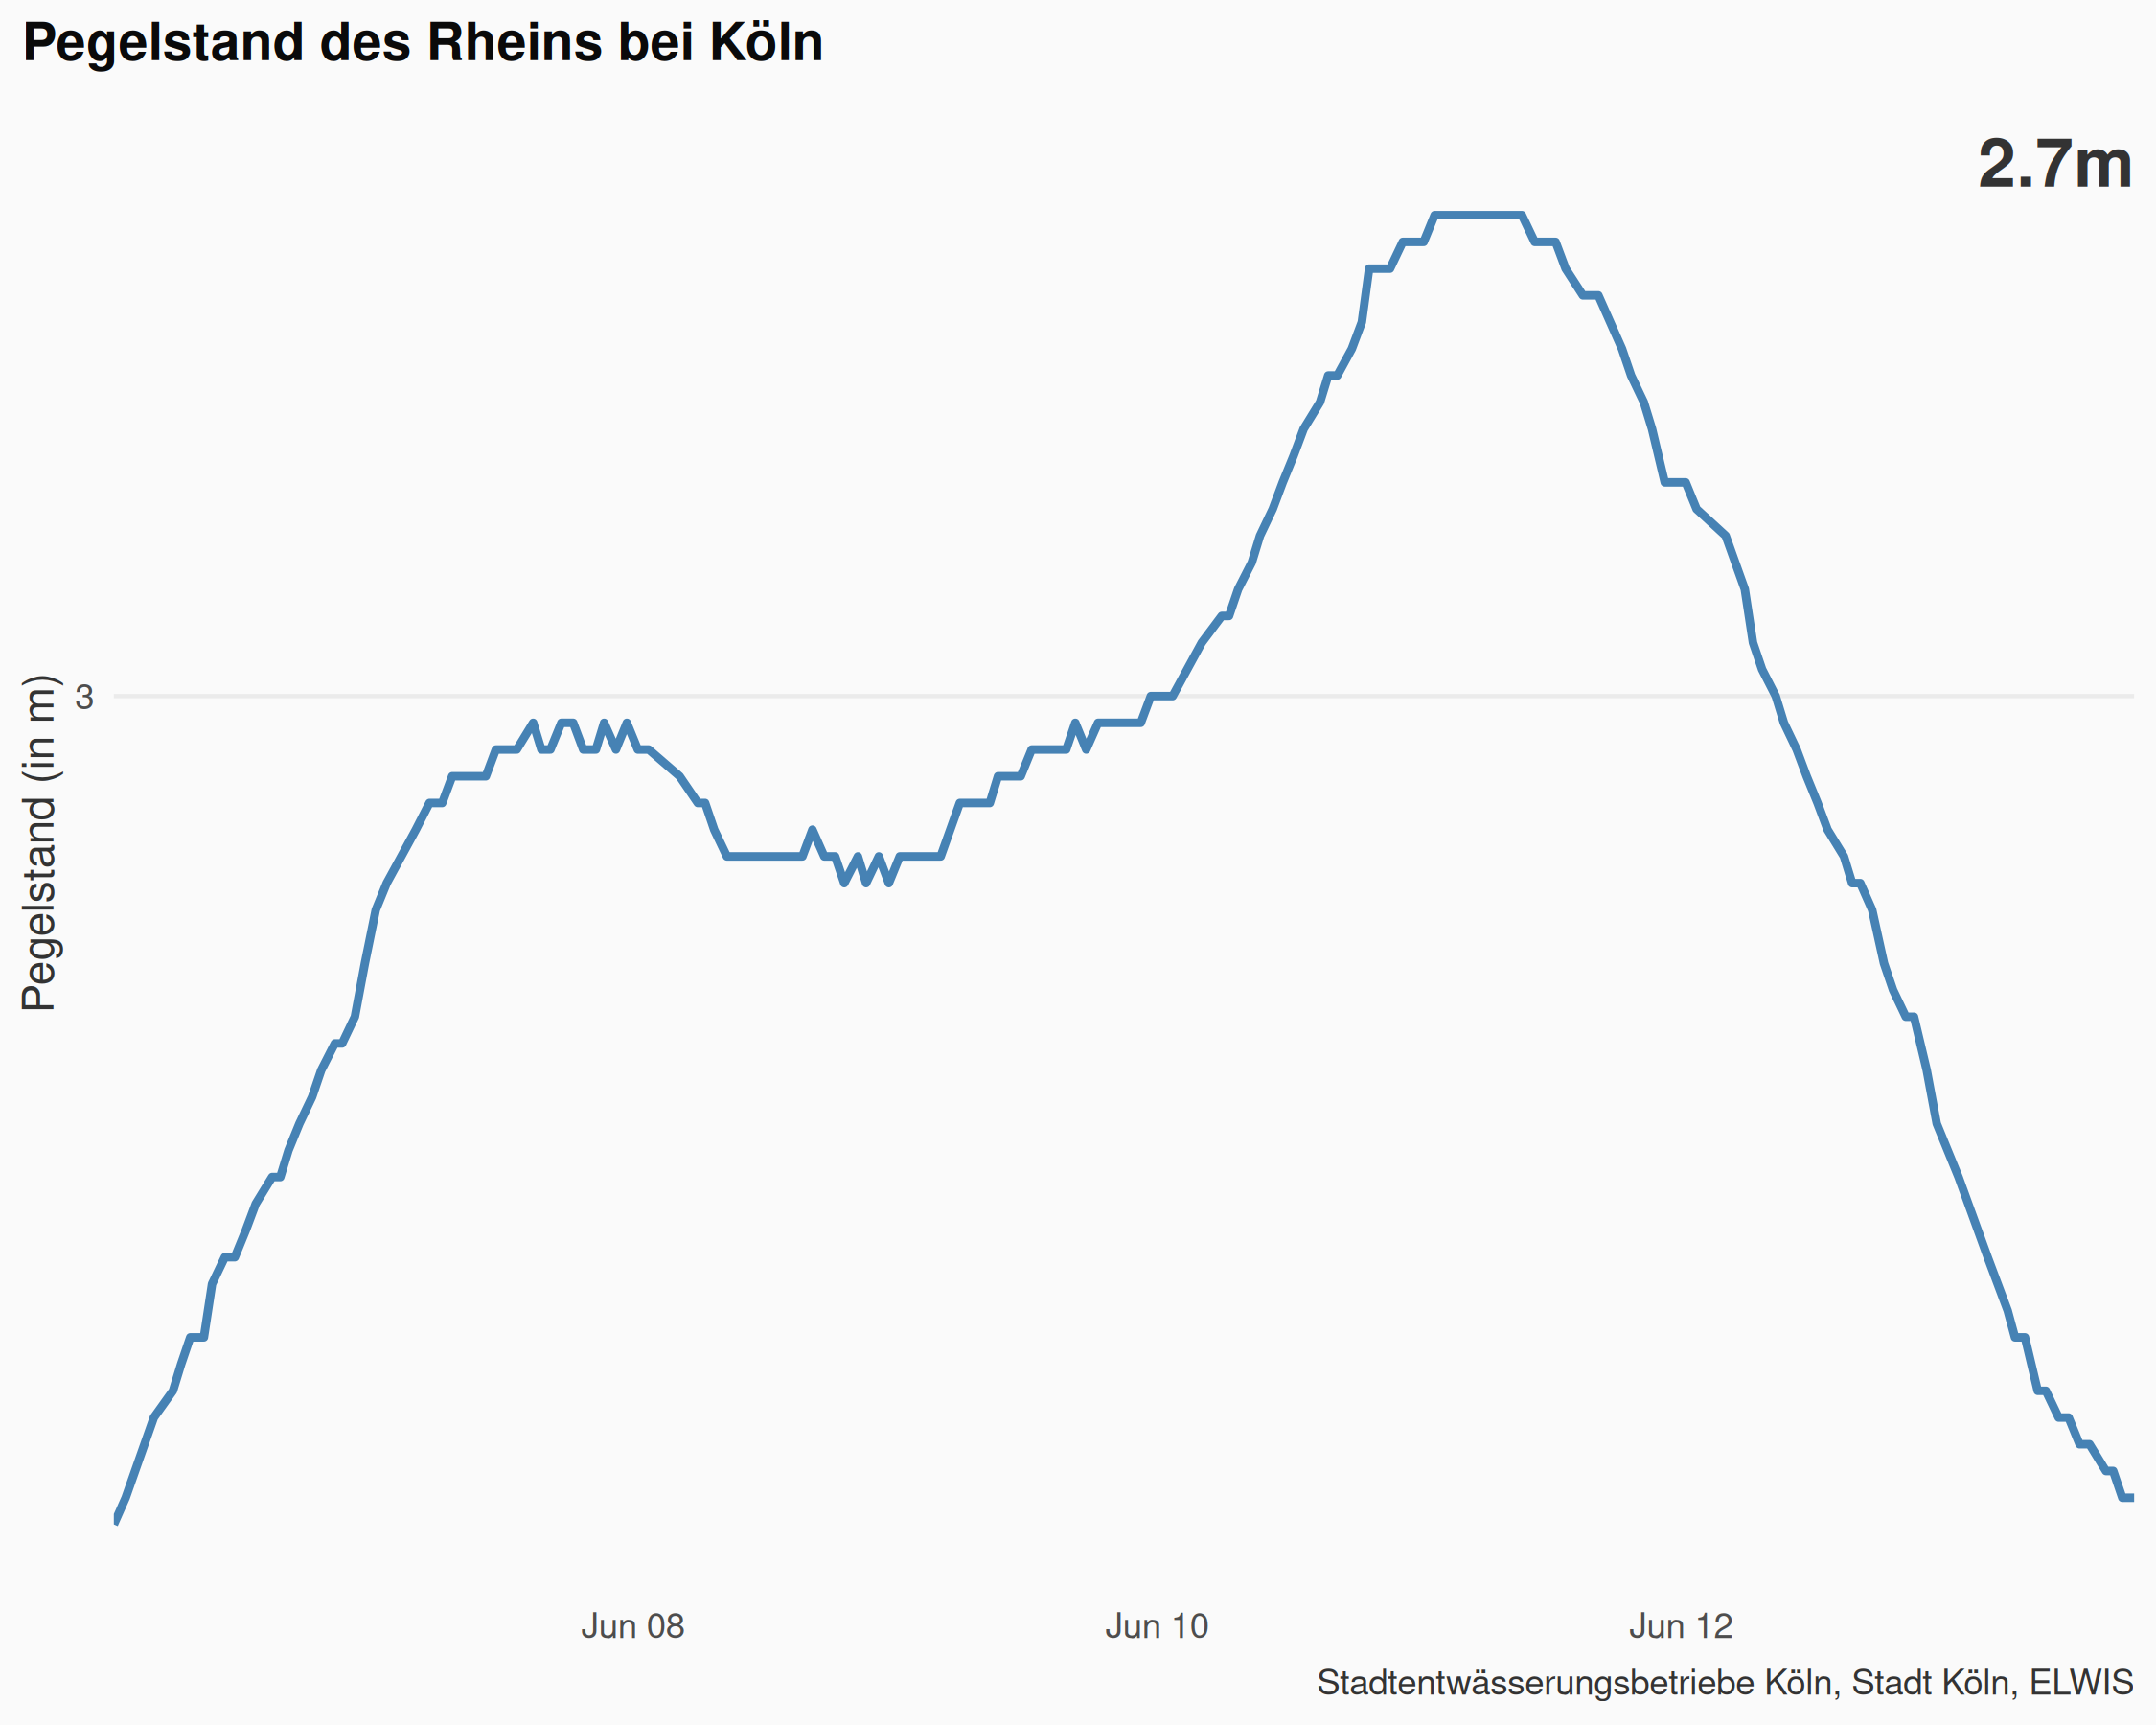 Pegelstand des Rheins bei Köln
2.7m
Pegelstand (in m)
3
Jun 08
Jun 10
Jun 12
Stadtentwässerungsbetriebe Köln, Stadt Köln, ELWIS